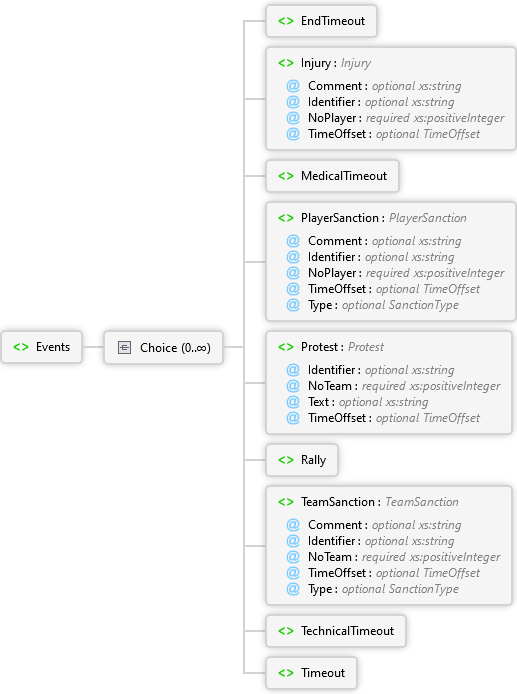 <> EndTimeout
<> Injury : Injury
@ Comment : optional xs:string
@ Identifier : optional xs:string
@ NoPlayer : required xs:positiveInteger
@ TimeOffset : optional TimeOffset
<> MedicalTimeout
<> PlayerSanction : PlayerSanction
@ Comment : optional xs:string
@ Identifier : optional xs:string
@ NoPlayer : required xs:positiveInteger
@ TimeOffset : optional TimeOffset
@ Type : optional SanctionType
<> Events
Choice (0..∞)
<> Protest : Protest
@ Identifier : optional xs:string
@ NoTeam : required xs:positiveInteger
@ Text : optional xs:string
@ TimeOffset : optional TimeOffset
<> Rally
<> TeamSanction : TeamSanction
@ Comment : optional xs:string
@ Identifier : optional xs:string
@ NoTeam : required xs:positiveInteger
@ TimeOffset : optional TimeOffset
@ Type : optional SanctionType
<> TechnicalTimeout
<> Timeout